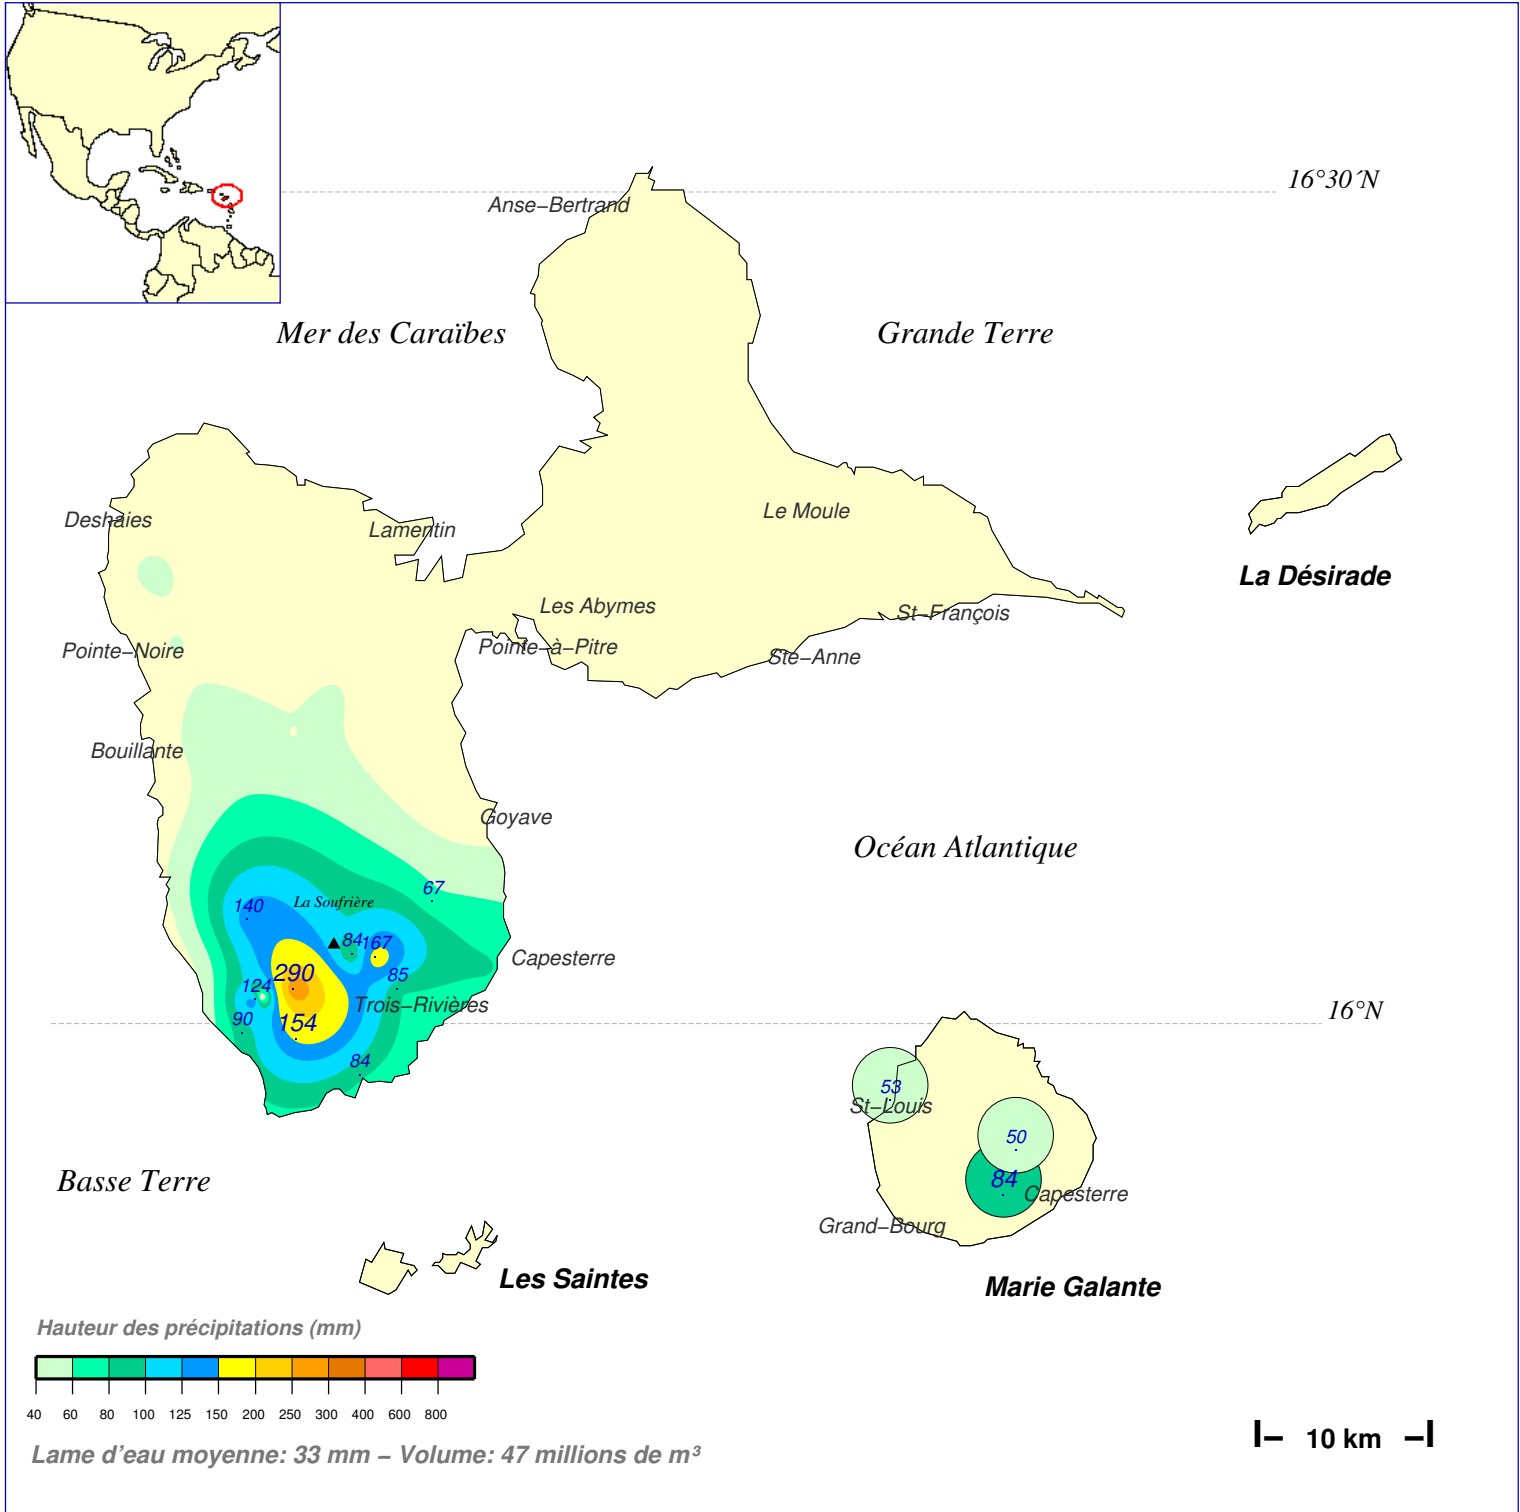 16°30´N
Anse–Bertrand
Mer des Caraïbes
Grande Terre
Deshaies
Lamentin
Le Moule
La Désirade
Les Abymes
St–François
Pointe–Noire
Pointe–à–Pitre
Ste–Anne
Bouillante
Goyave
Océan Atlantique
67
140
La Soufrière
84
167
Capesterre
290
85
124
Trois–Rivières
90
154
16°N
84
53
St–Louis
50
84
Capesterre
Basse Terre
Grand–Bourg
Les Saintes
Marie Galante
Hauteur des précipitations (mm)
40 60 80 100 125 150 200 250 300 400 600 800
10 km
Lame d'eau moyenne: 33 mm – Volume: 47 millions de m³